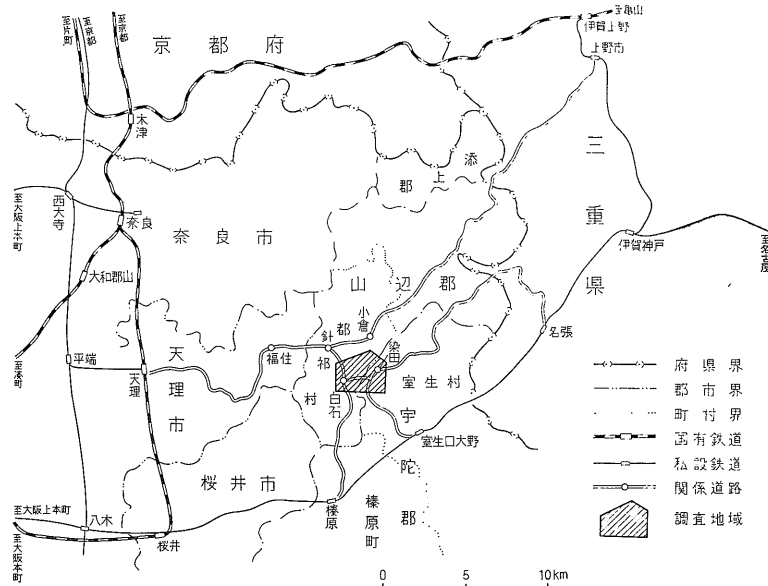 至片町
至京都
至京都
京都府
至亀山
伊賀上野
上野市
木津
添上郡
三重県
至大阪上本町
西大寺
奈良
奈良市
伊賀神戸
至名古屋
大和郡山
山辺郡
小倉
都祁村
針
染田
名張
至湊町
平端
天理
天理市
福住
室生村
白石
宇陀郡
室生口大野
桜井市
榛原
榛原町
至大阪上本町
八木
桜井
至大阪本町
府県界
郡市界
町村界
国有鉄道
私設鉄道
関係道路
調査地域
0 5 10km